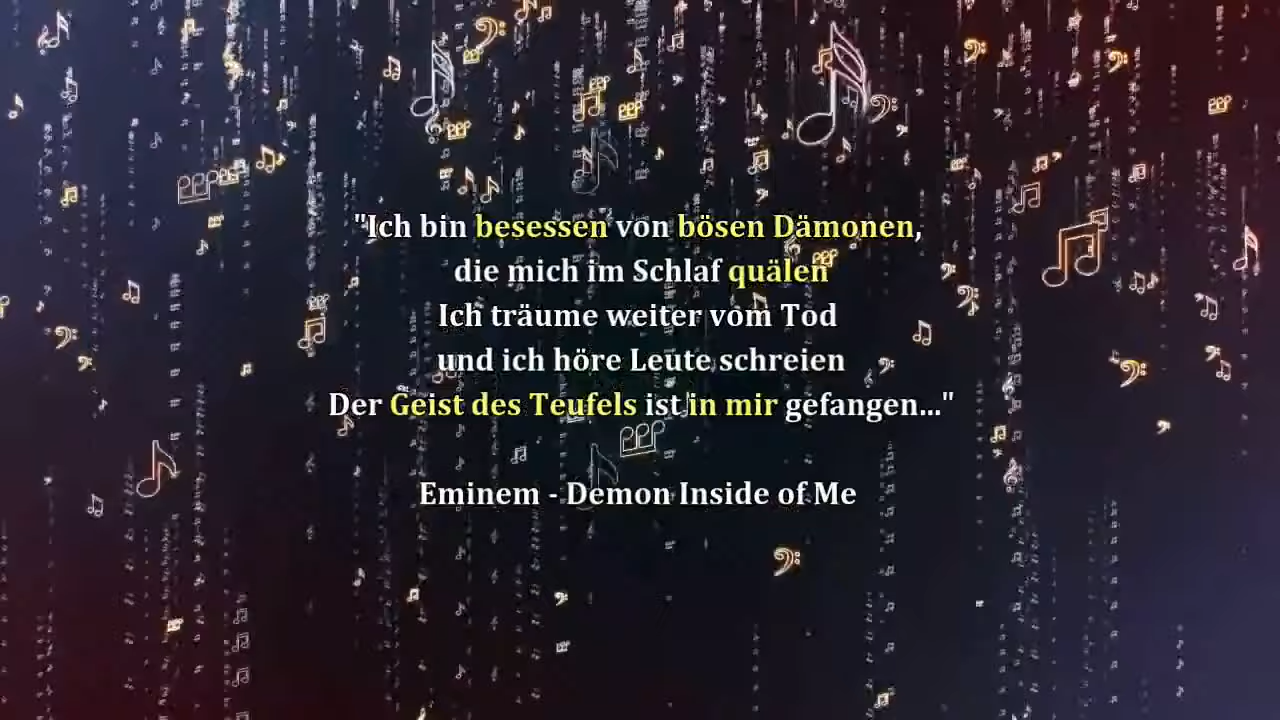 "Ich bin besessen von bösen Dämonen,
die mich im Schlaf quälen
Ich träume weiter vom Tod
und ich höre Leute schreien
Der Geist des Teufels ist in mir gefangen..."
Eminem - Demon Inside of Me